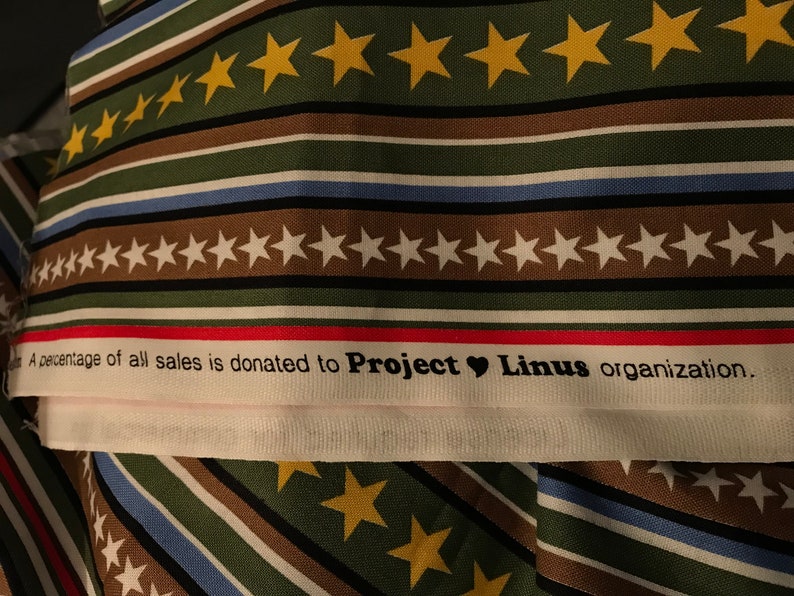 A percentage of all sales is donated to Project ♥ Linus organization.